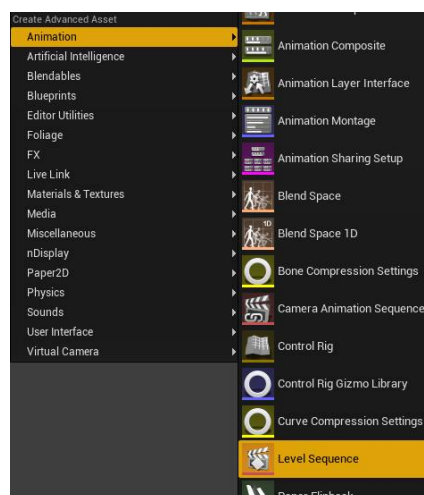 Create Advanced Asset
Animation
Artificial Intelligence
Blendables
Blueprints
Editor Utilities
Foliage
FX
Live Link
Materials & Textures
Media
Miscellaneous
nDisplay
Paper2D
Physics
Sounds
User Interface
Virtual Camera
Animation Composite
Animation Layer Interface
Animation Montage
Animation Sharing Setup
Blend Space
1D
Blend Space 1D
Bone Compression Settings
Camera Animation Sequence
Control Rig
Control Rig Gizmo Library
Curve Compression Settings
Level Sequence